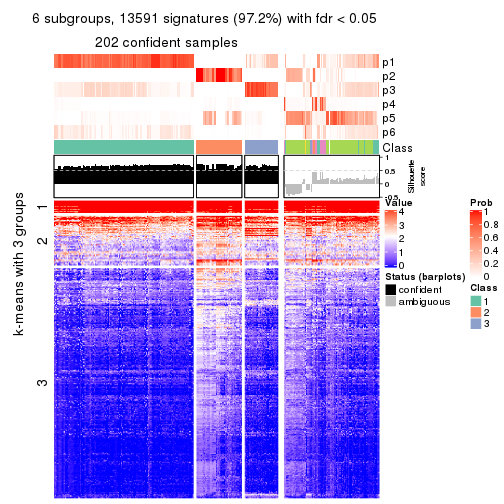 6 subgroups, 13591 signatures (97.2%) with fdr < 0.05
202 confident samples
p1
p2
p3
p4
p5
p6
Class
1
0.5
0
-0.5
Silhouette
score
k-means with 3 groups
1
2
3
Value
4
3
2
1
0
Status (barplots)
confident
ambiguous
Prob
1
0.8
0.6
0.4
0.2
0
Class
1
2
3